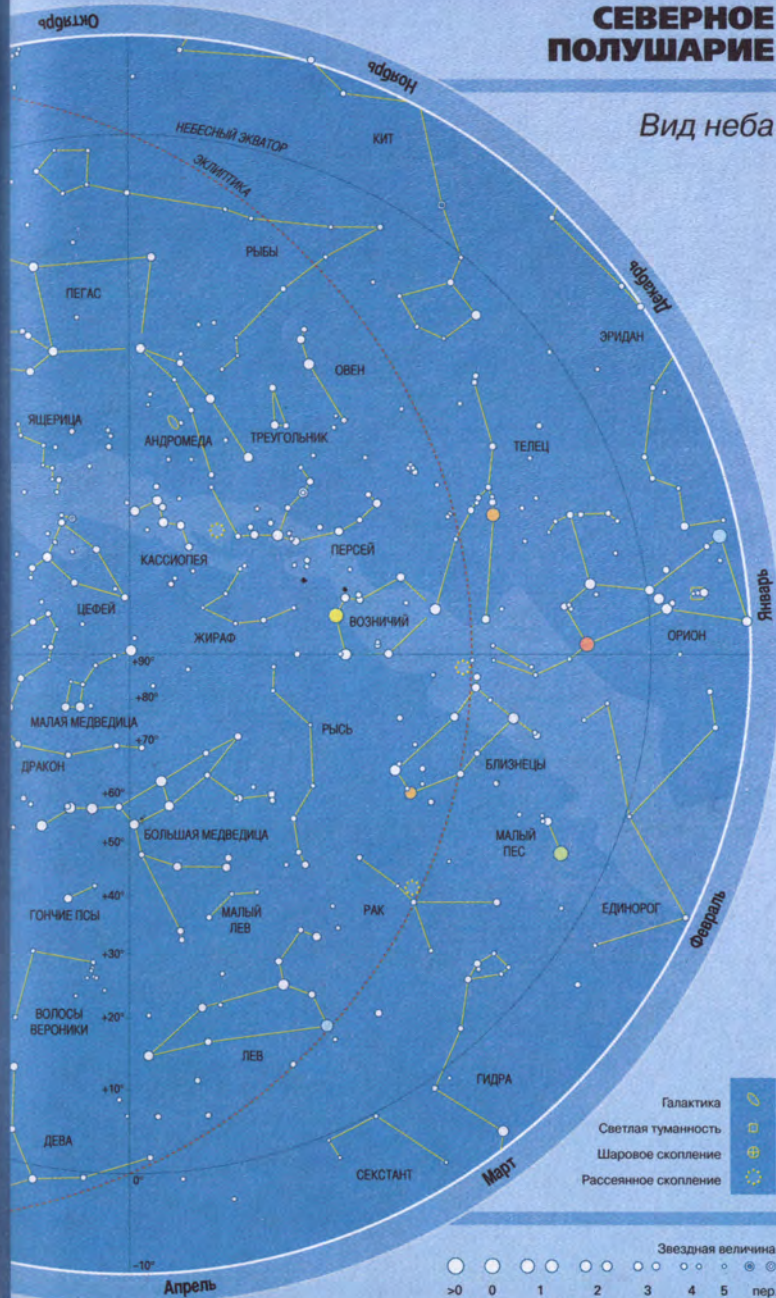 СЕВЕРНОЕ
ПОЛУШАРИЕ
Вид неба
Октябрь
Ноябрь
Декабрь
Январь
Февраль
Март
Апрель
НЕБЕСНЫЙ ЭКВАТОР
ЭКЛИПТИКА
КИТ
РЫБЫ
ПЕГАС
ЭРИДАН
ОВЕН
ЯЩЕРИЦА
АНДРОМЕДА
ТРЕУГОЛЬНИК
ТЕЛЕЦ
КАССИОПЕЯ
ПЕРСЕЙ
ЦЕФЕЙ
ЖИРАФ
ВОЗНИЧИЙ
ОРИОН
+90°
+80°
МАЛАЯ МЕДВЕДИЦА
РЫСЬ
+70°
ДРАКОН
БЛИЗНЕЦЫ
+60°
БОЛЬШАЯ МЕДВЕДИЦА
МАЛЫЙ
ПЕС
+50°
+40°
ГОНЧИЕ ПСЫ
МАЛЫЙ
ЛЕВ
РАК
ЕДИНОРОГ
+30°
ВОЛОСЫ
ВЕРОНИКИ
+20°
ЛЕВ
+10°
ГИДРА
ДЕВА
0°
СЕКСТАНТ
-10°
Галактика
Светлая туманность
Шаровое скопление
Рассеянное скопление
Звездная величина
>0 0 1 2 3 4 5 пер